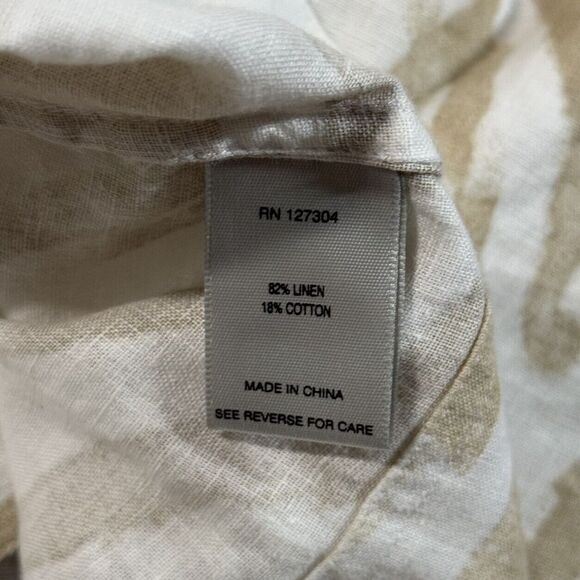 RN 127304
82% LINEN
18% COTTON
MADE IN CHINA
SEE REVERSE FOR CARE